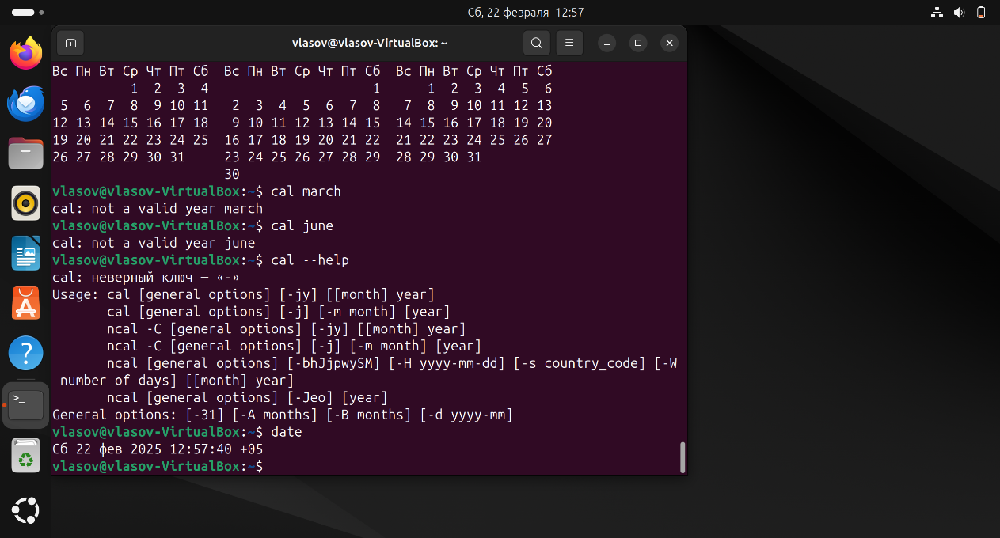 Сб, 22 февраля 12:57
vlasov@vlasov-VirtualBox: ~
Вс Пн Вт Ср Чт Пт Сб  Вс Пн Вт Ср Чт Пт Сб  Вс Пн Вт Ср Чт Пт Сб
          1  2  3  4                     1      1  2  3  4  5  6
 5  6  7  8  9 10 11   2  3  4  5  6  7  8   7  8  9 10 11 12 13
12 13 14 15 16 17 18   9 10 11 12 13 14 15  14 15 16 17 18 19 20
19 20 21 22 23 24 25  16 17 18 19 20 21 22  21 22 23 24 25 26 27
26 27 28 29 30 31     23 24 25 26 27 28 29  28 29 30 31
                      30
vlasov@vlasov-VirtualBox:~$ cal march
cal: not a valid year march
vlasov@vlasov-VirtualBox:~$ cal june
cal: not a valid year june
vlasov@vlasov-VirtualBox:~$ cal --help
cal: неверный ключ — «-»
Usage: cal [general options] [-jy] [[month] year]
       cal [general options] [-j] [-m month] [year]
       ncal -C [general options] [-jy] [[month] year]
       ncal -C [general options] [-j] [-m month] [year]
       ncal [general options] [-bhJjpwySM] [-H yyyy-mm-dd] [-s country_code] [-W
 number of days] [[month] year]
       ncal [general options] [-Jeo] [year]
General options: [-31] [-A months] [-B months] [-d yyyy-mm]
vlasov@vlasov-VirtualBox:~$ date
Сб 22 фев 2025 12:57:40 +05
vlasov@vlasov-VirtualBox:~$